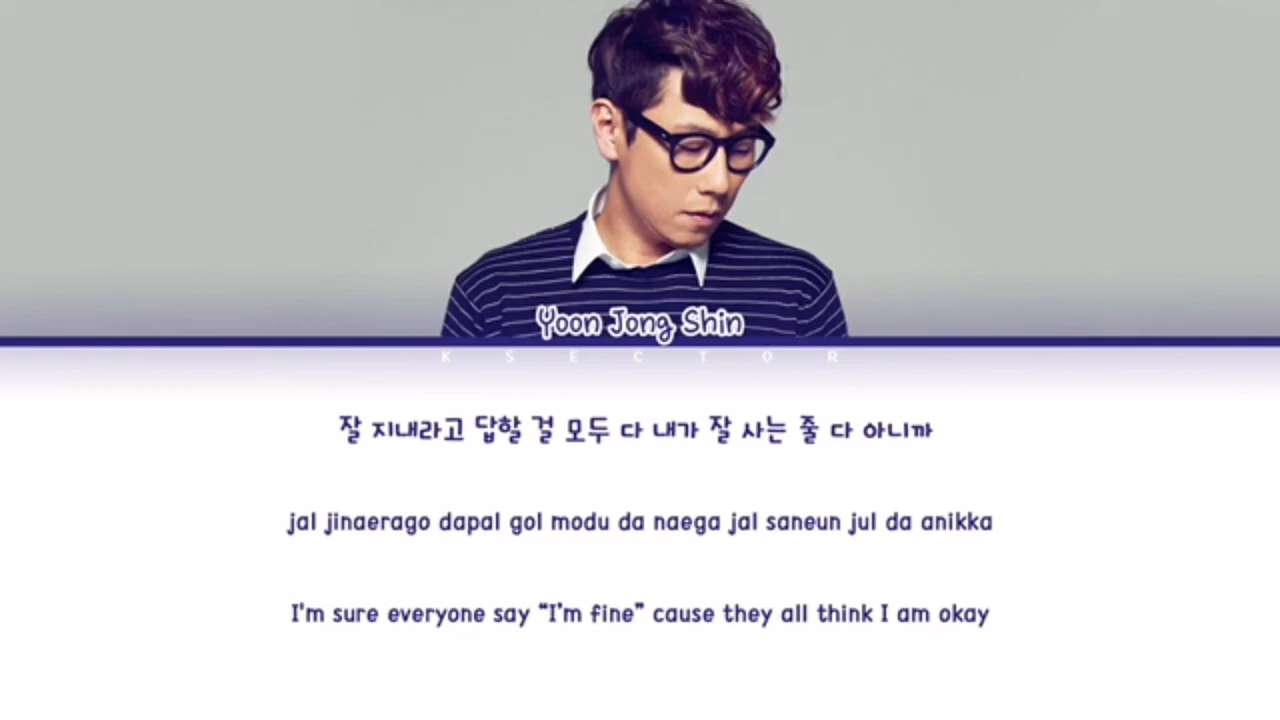 Yoon Jong Shin
K S E C T O R
잘 지내라고 답할 걸 모두 다 내가 잘 사는 줄 다 아니까
jal jinaerago dapal gol modu da naega jal saneun jul da anikka
I'm sure everyone say “I'm fine” cause they all think I am okay